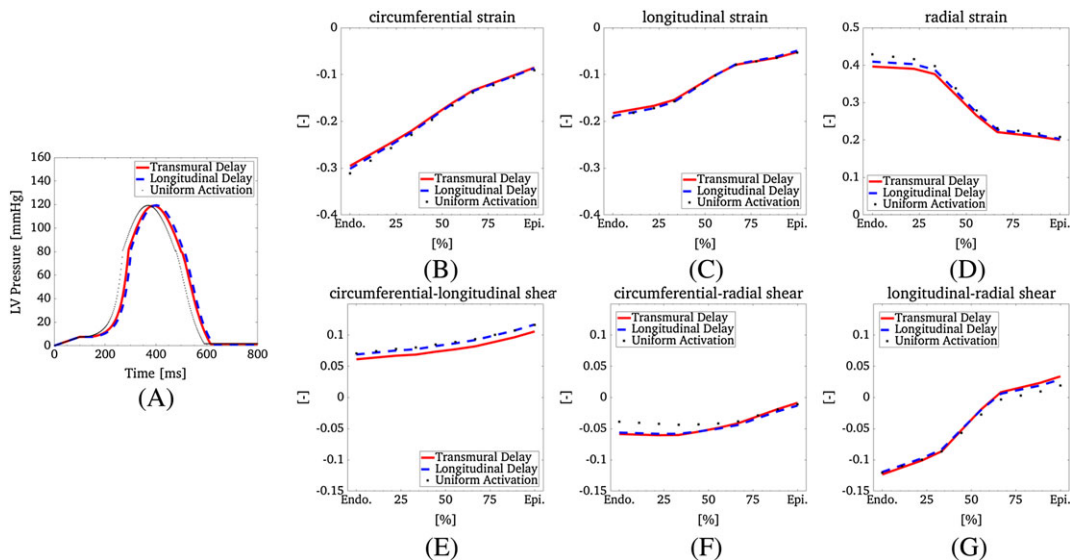 circumferential strain
longitudinal strain
radial strain
0
-0.1
-0.2
-0.3
-0.4
[-]
Transmural Delay
Longitudinal Delay
Uniform Activation
Endo. 25 50 75 Epi.
[%]
(B)
0
-0.1
-0.2
-0.3
-0.4
[-]
Transmural Delay
Longitudinal Delay
Uniform Activation
Endo. 25 50 75 Epi.
[%]
(C)
0.5
0.4
0.3
0.2
0.1
0
[-]
Transmural Delay
Longitudinal Delay
Uniform Activation
Endo. 25 50 75 Epi.
[%]
(D)
160
140
120
100
80
60
40
20
0
LV Pressure [mmHg]
Transmural Delay
Longitudinal Delay
Uniform Activation
0 200 400 600 800
Time [ms]
(A)
circumferential-longitudinal shear
circumferential-radial shear
longitudinal-radial shear
0.1
0.05
0
-0.05
-0.1
-0.15
[-]
Transmural Delay
Longitudinal Delay
Uniform Activation
Endo. 25 50 75 Epi.
[%]
(E)
0.1
0.05
0
-0.05
-0.1
-0.15
[-]
Transmural Delay
Longitudinal Delay
Uniform Activation
Endo. 25 50 75 Epi.
[%]
(F)
0.1
0.05
0
-0.05
-0.1
-0.15
[-]
Transmural Delay
Longitudinal Delay
Uniform Activation
Endo. 25 50 75 Epi.
[%]
(G)